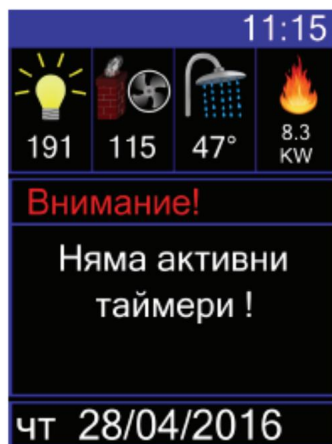 11:15
191 115 47° 8.3
KW
Внимание!
Няма активни
таймери !
чт 28/04/2016